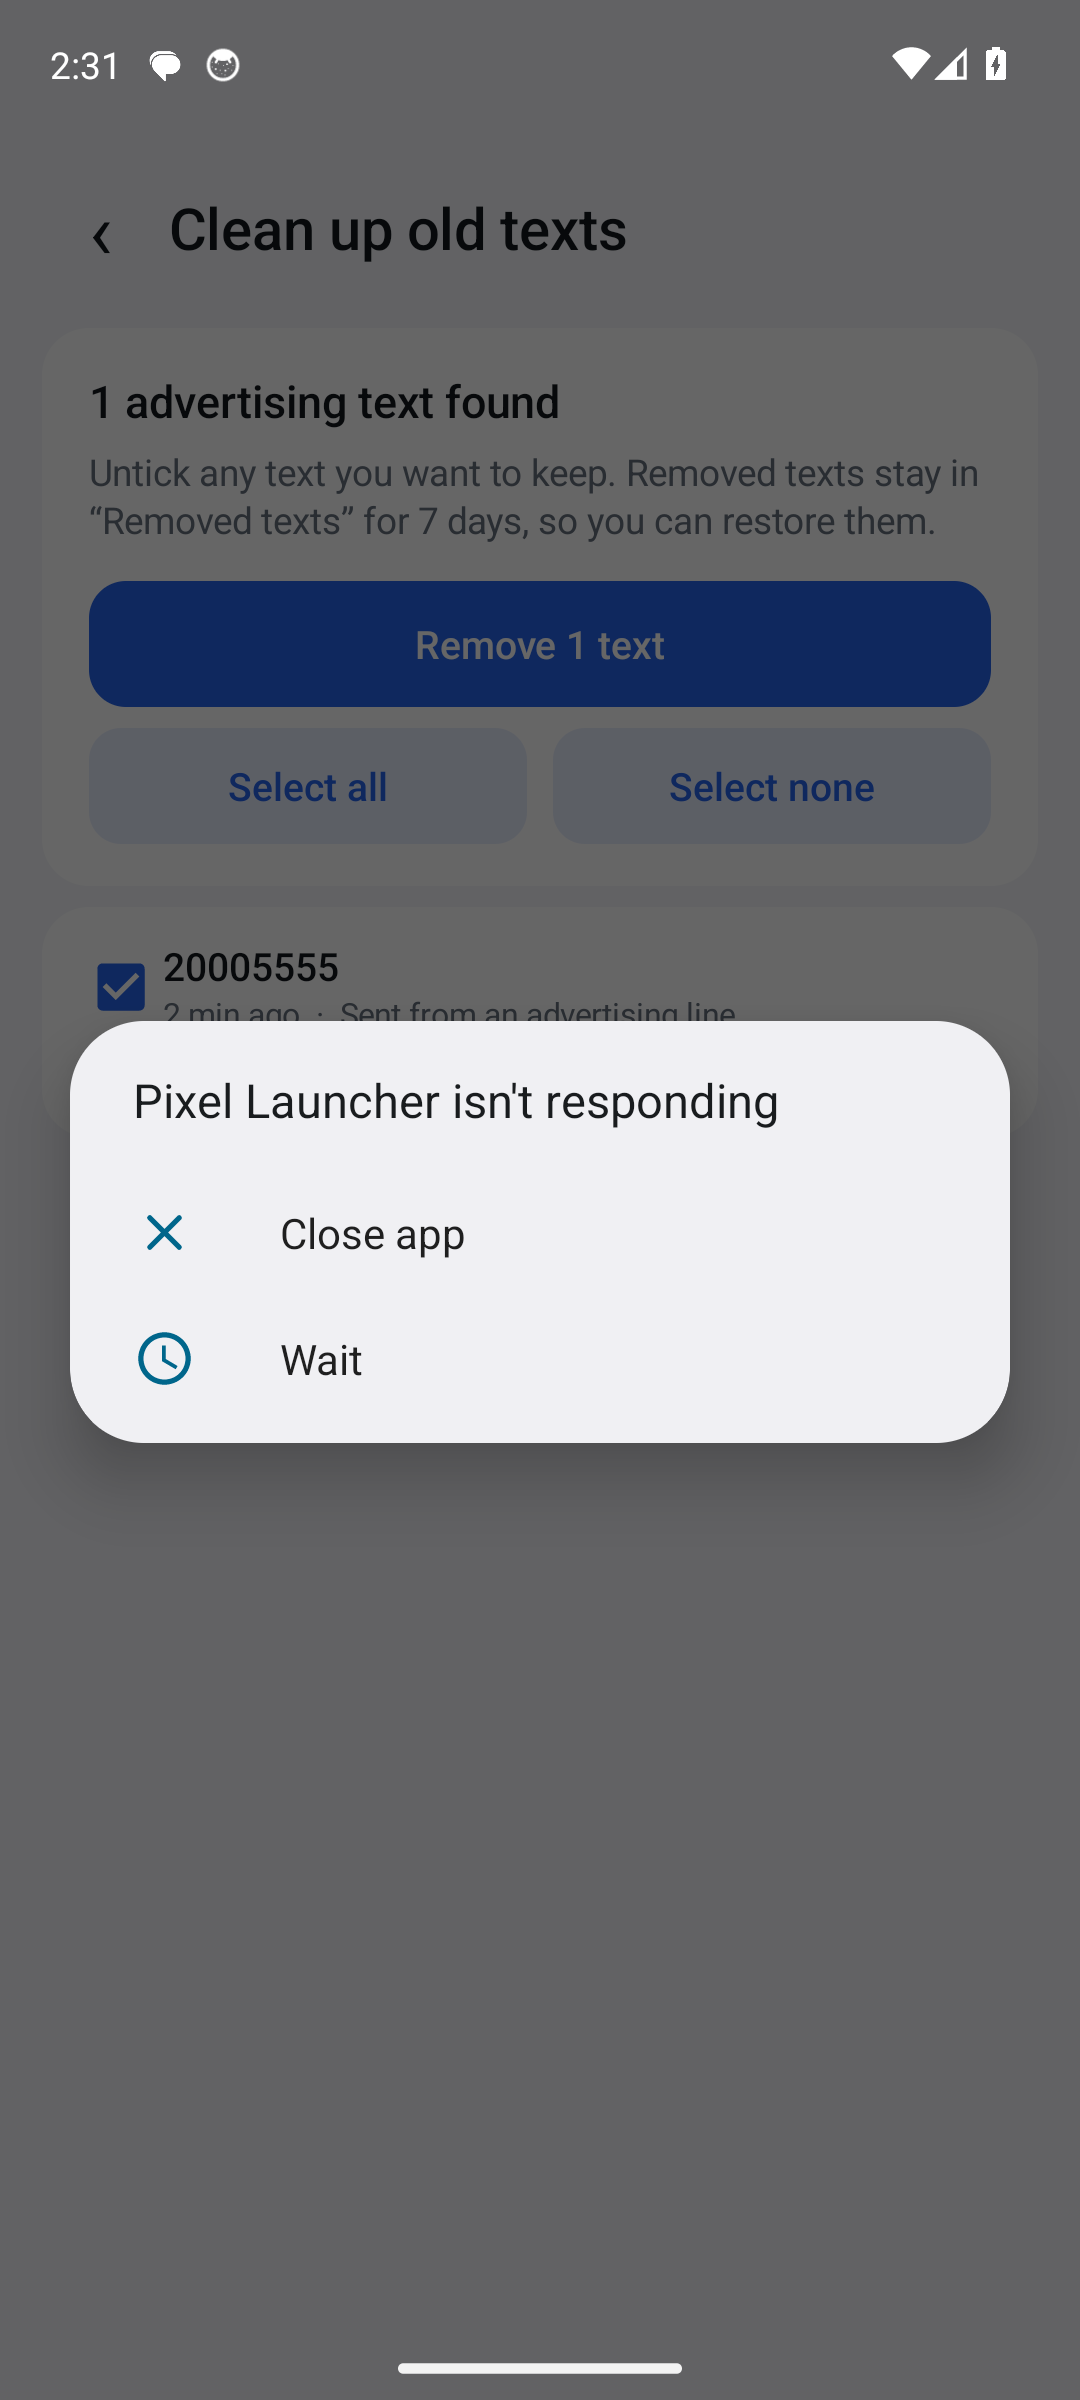 2:31
Clean up old texts
1 advertising text found
Untick any text you want to keep. Removed texts stay in
“Removed texts” for 7 days, so you can restore them.
Remove 1 text
Select all
Select none
20005555
2 min ago · Sent from an advertising line
Pixel Launcher isn't responding
Close app
Wait